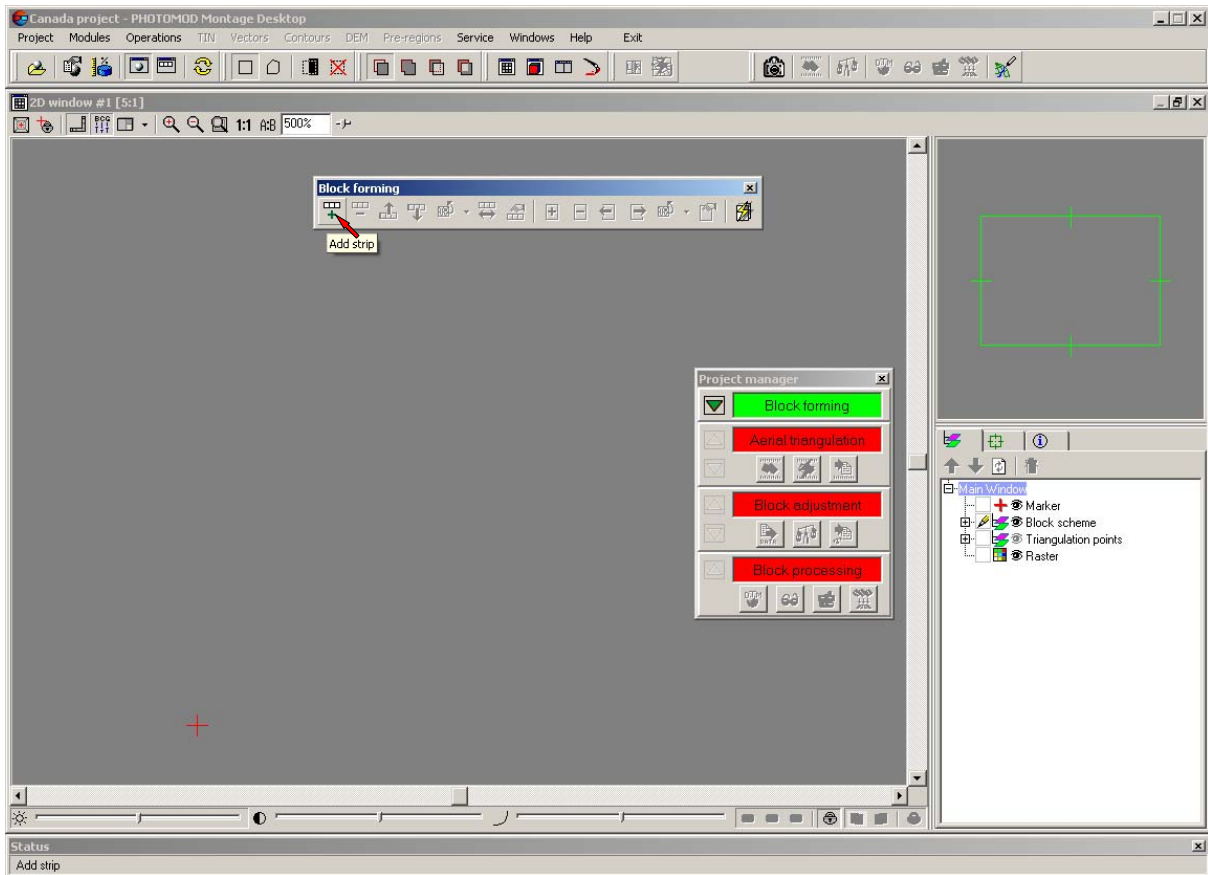 Canada project - PHOTOMOD Montage Desktop
Project Modules Operations TIN Vectors Contours DEM Pre-regions Service Windows Help Exit
2D window #1 [5:1]
1:1 A:B 500%
Block forming
Add strip
Project manager
Block forming
Aerial triangulation
Block adjustment
DATA
Block processing
DTM
Main Window
Marker
Block scheme
Triangulation points
Raster
Status
Add strip